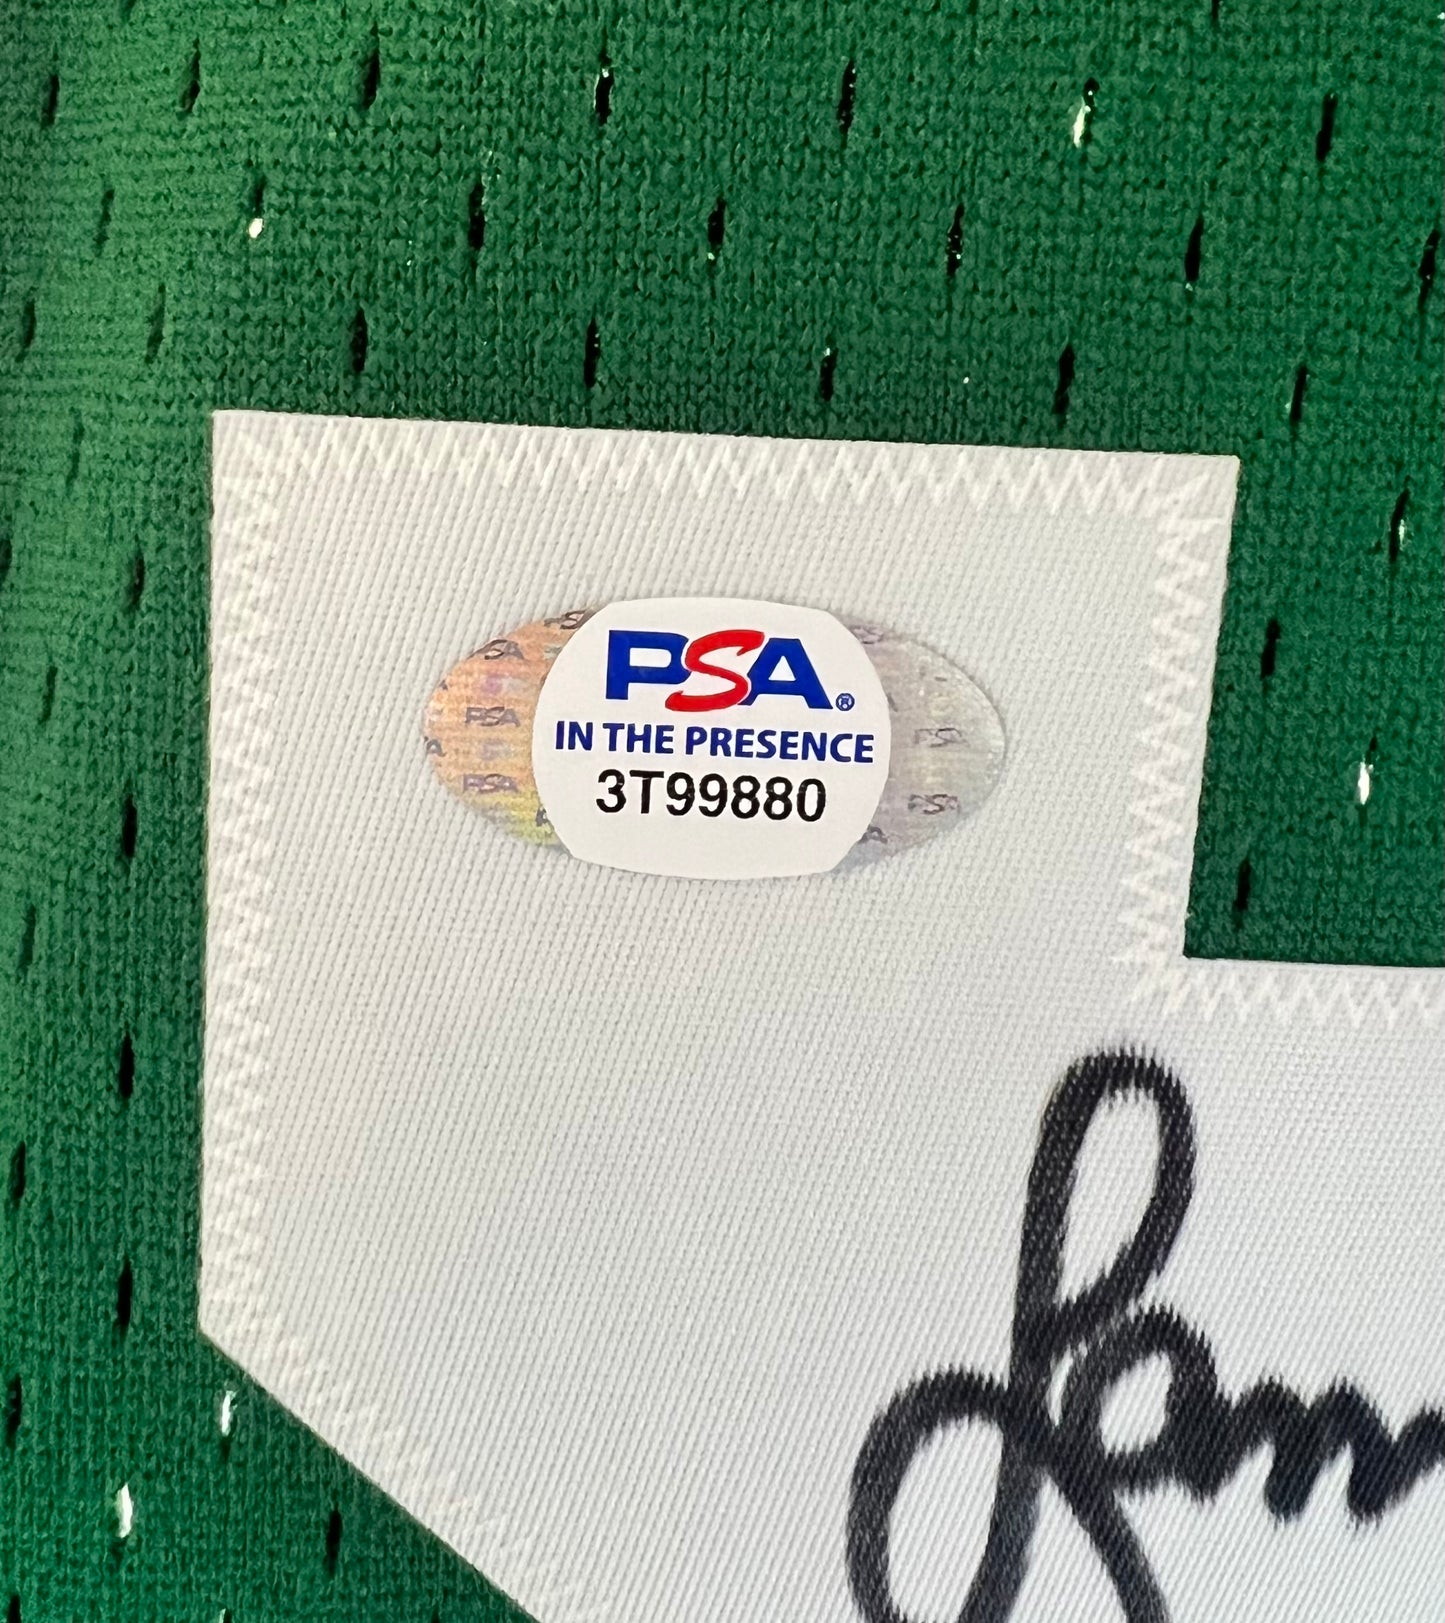 PSA®
IN THE PRESENCE
3T99880